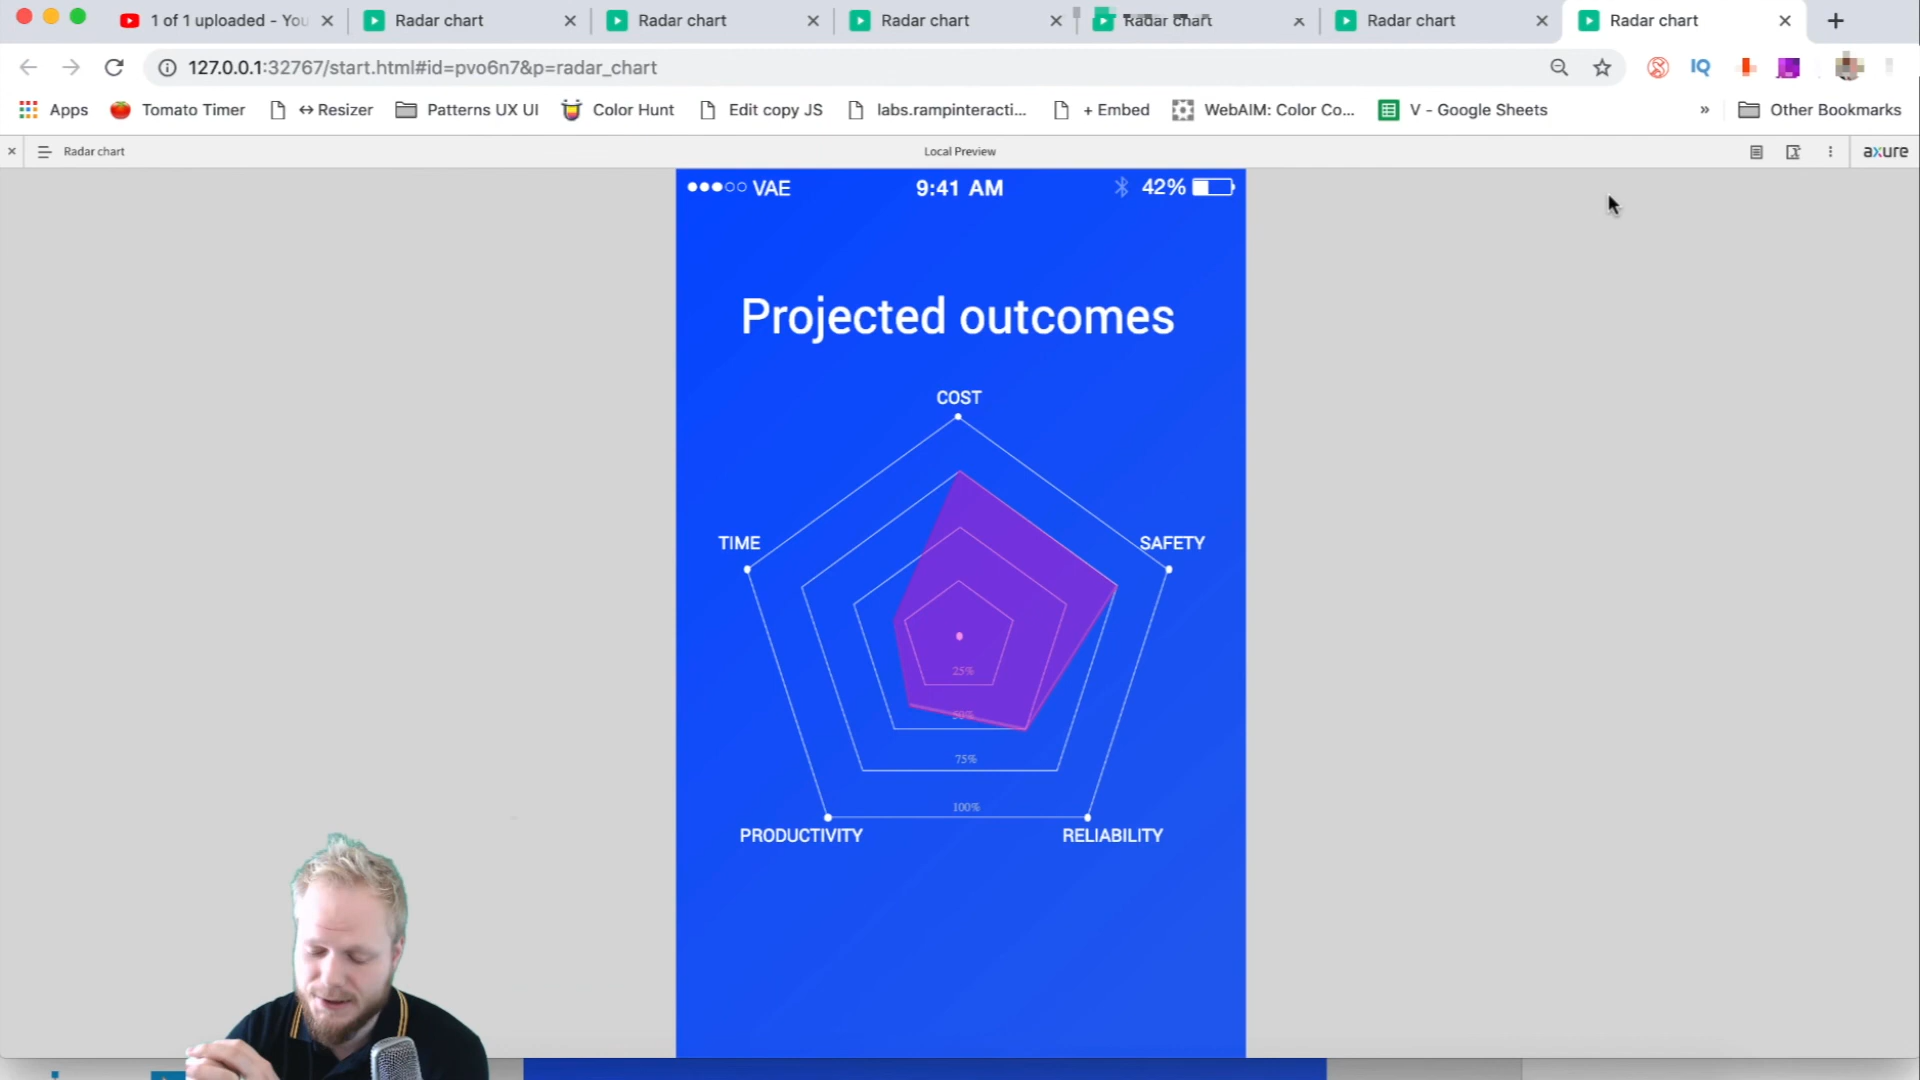 1 of 1 uploaded - You
Radar chart
Radar chart
Radar chart
Radar chart
Radar chart
Radar chart
127.0.0.1:32767/start.html#id=pvo6n7&p=radar_chart
IQ
Apps
Tomato Timer
↔Resizer
Patterns UX UI
Color Hunt
Edit copy JS
labs.rampinteracti...
+ Embed
WebAIM: Color Co...
V - Google Sheets
»
Other Bookmarks
Radar chart
Local Preview
axure
VAE
9:41 AM
42%
Projected outcomes
COST
TIME
SAFETY
25%
50%
75%
100%
PRODUCTIVITY
RELIABILITY